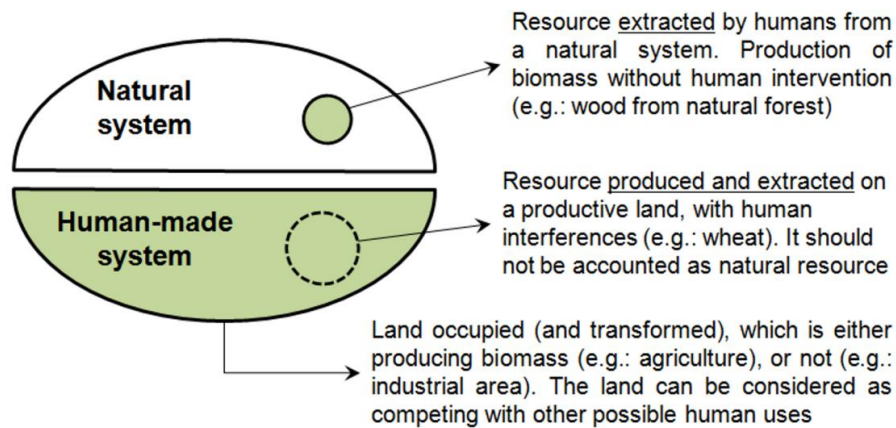 Resource extracted by humans from
a natural system. Production of
biomass without human intervention
(e.g.: wood from natural forest)
Natural
system
Resource produced and extracted on
a productive land, with human
interferences (e.g.: wheat). It should
not be accounted as natural resource
Human-made
system
Land occupied (and transformed), which is either
producing biomass (e.g.: agriculture), or not (e.g.:
industrial area). The land can be considered as
competing with other possible human uses